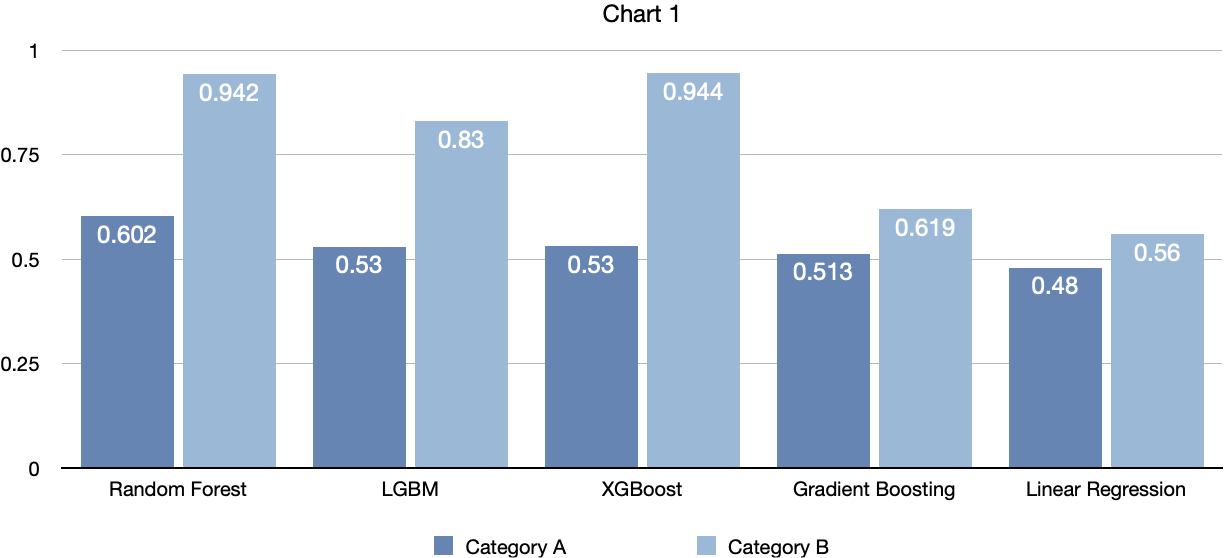 Chart 1
1
0.75
0.5
0.25
0
0.602
0.942
0.53
0.83
0.53
0.944
0.513
0.619
0.48
0.56
Random Forest
LGBM
XGBoost
Gradient Boosting
Linear Regression
Category A
Category B